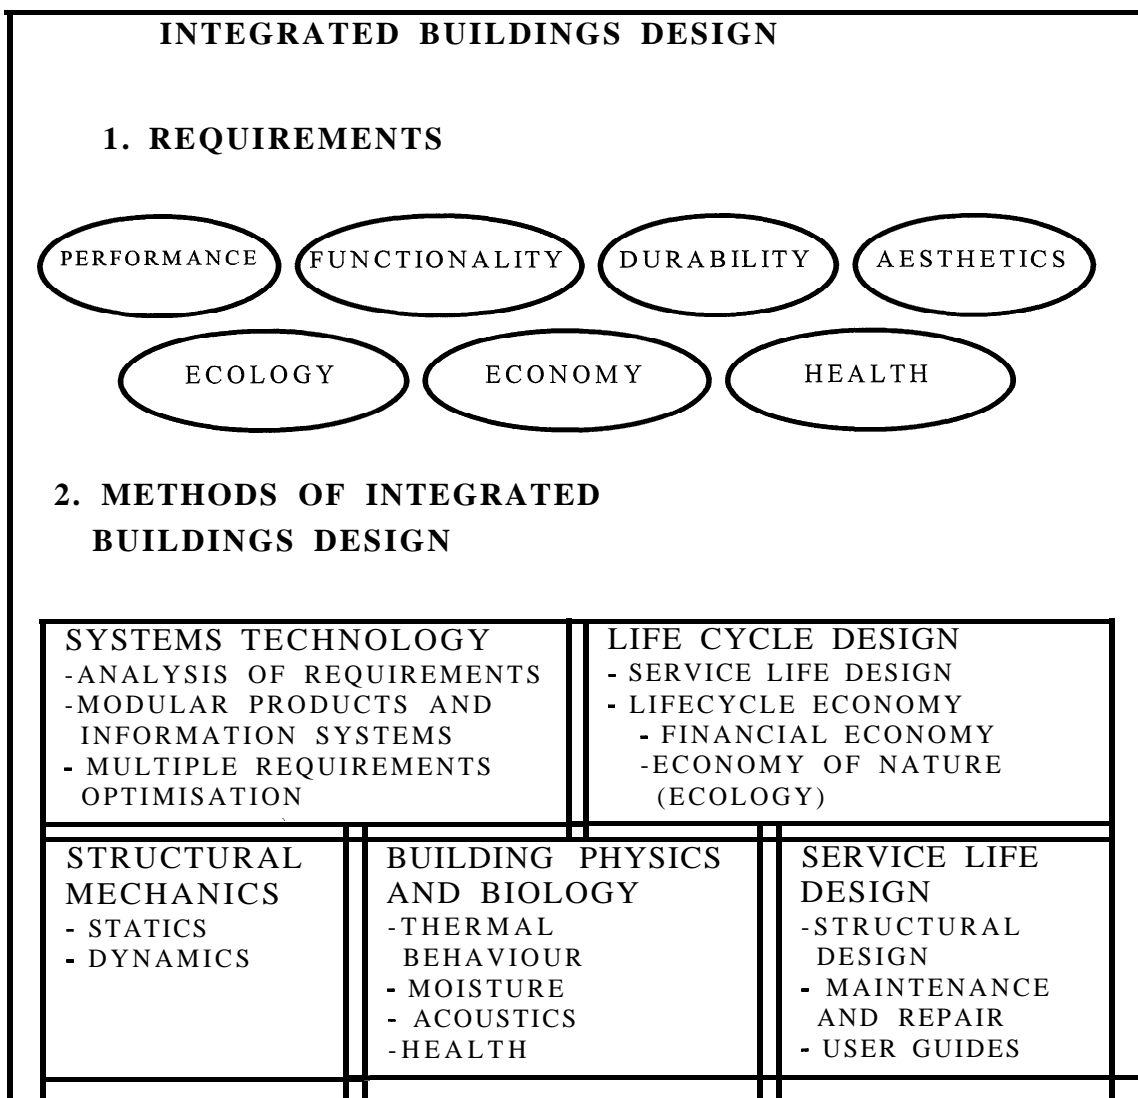 INTEGRATED BUILDINGS DESIGN
1. REQUIREMENTS
PERFORMANCE FUNCTIONALITY DURABILITY AESTHETICS
ECOLOGY ECONOMY HEALTH
2. METHODS OF INTEGRATED
BUILDINGS DESIGN
SYSTEMS TECHNOLOGY
-ANALYSIS OF REQUIREMENTS
-MODULAR PRODUCTS AND
INFORMATION SYSTEMS
- MULTIPLE REQUIREMENTS
OPTIMISATION
LIFE CYCLE DESIGN
- SERVICE LIFE DESIGN
- LIFECYCLE ECONOMY
- FINANCIAL ECONOMY
-ECONOMY OF NATURE
(ECOLOGY)
STRUCTURAL
MECHANICS
- STATICS
- DYNAMICS
BUILDING PHYSICS
AND BIOLOGY
-THERMAL
BEHAVIOUR
- MOISTURE
- ACOUSTICS
-HEALTH
SERVICE LIFE
DESIGN
-STRUCTURAL
DESIGN
- MAINTENANCE
AND REPAIR
- USER GUIDES